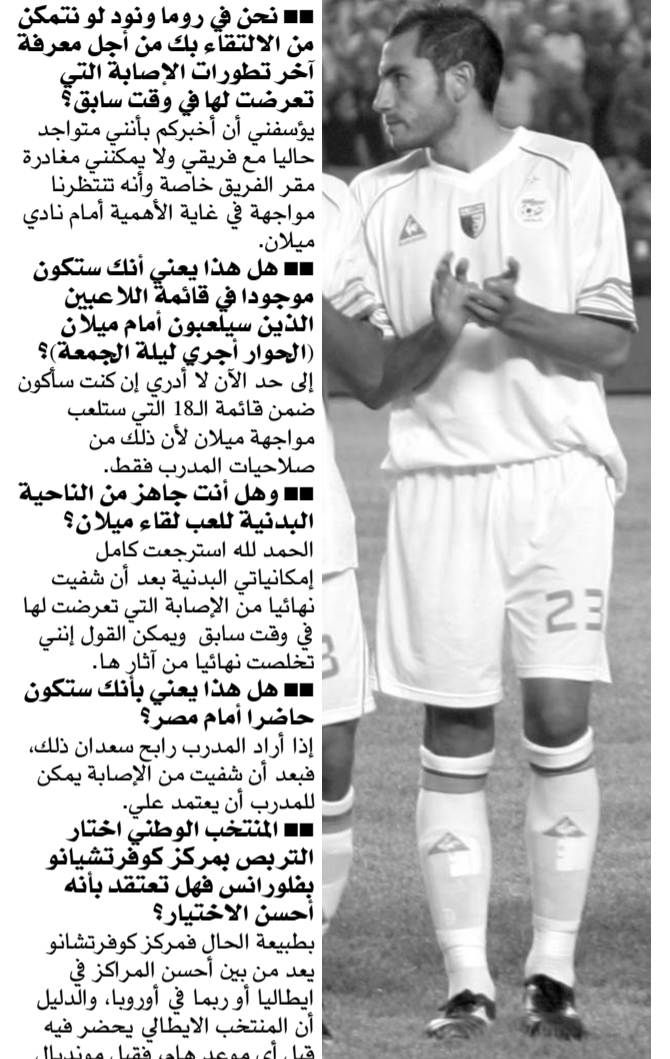 ■■ نحن في روما ونود لو نتمكن
من الالتقاء بك من أجل معرفة
آخر تطورات الإصابة التي
تعرضت لها في وقت سابق؟
يؤسفني أن أخبركم بأنني متواجد
حاليا مع فريقي ولا يمكنني مغادرة
مقر الفريق خاصة وأنه تنتظرنا
مواجهة في غاية الأهمية أمام نادي
ميلان.
■■ هل هذا يعني أنك ستكون
موجودا في قائمة اللاعبين
الذين سيلعبون أمام ميلان
(الحوار أجري ليلة الجمعة)؟
إلى حد الآن لا أدري إن كنت سأكون
ضمن قائمة الـ18 التي ستلعب
مواجهة ميلان لأن ذلك من
صلاحيات المدرب فقط.
■■ وهل أنت جاهز من الناحية
البدنية للعب لقاء ميلان؟
الحمد لله استرجعت كامل
إمكانياتي البدنية بعد أن شفيت
نهائيا من الإصابة التي تعرضت لها
في وقت سابق ويمكن القول إنني
تخلصت نهائيا من آثار ها.
■■ هل هذا يعني بأنك ستكون
حاضرا أمام مصر؟
إذا أراد المدرب رابح سعدان ذلك،
فبعد أن شفيت من الإصابة يمكن
للمدرب أن يعتمد علي.
■■ المنتخب الوطني اختار
التربص بمركز كوفرتشيانو
بفلورانس فهل تعتقد بأنه
أحسن الاختيار؟
بطبيعة الحال فمركز كوفرتشانو
يعد من بين أحسن المراكز في
ايطاليا أو ربما في أوروبا، والدليل
أن المنتخب الايطالي يحضر فيه
قبل أي موعد هام، فقبل مونديال
23
3